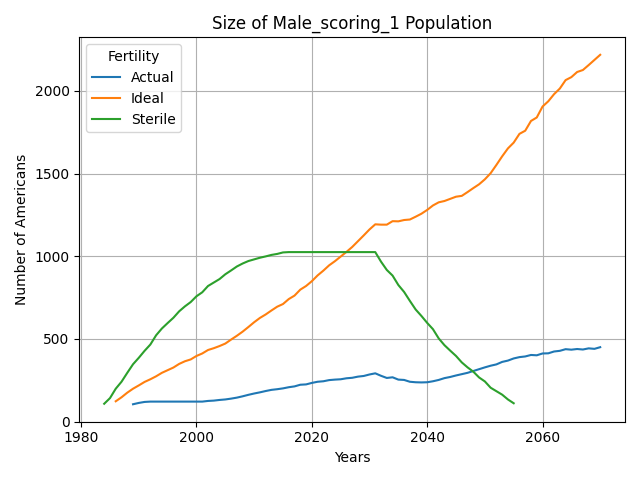 Size of Male_scoring_1 Population
Fertility
Actual
Ideal
Sterile
Number of Americans
2000
1500
1000
500
0
1980
2000
2020
2040
2060
Years